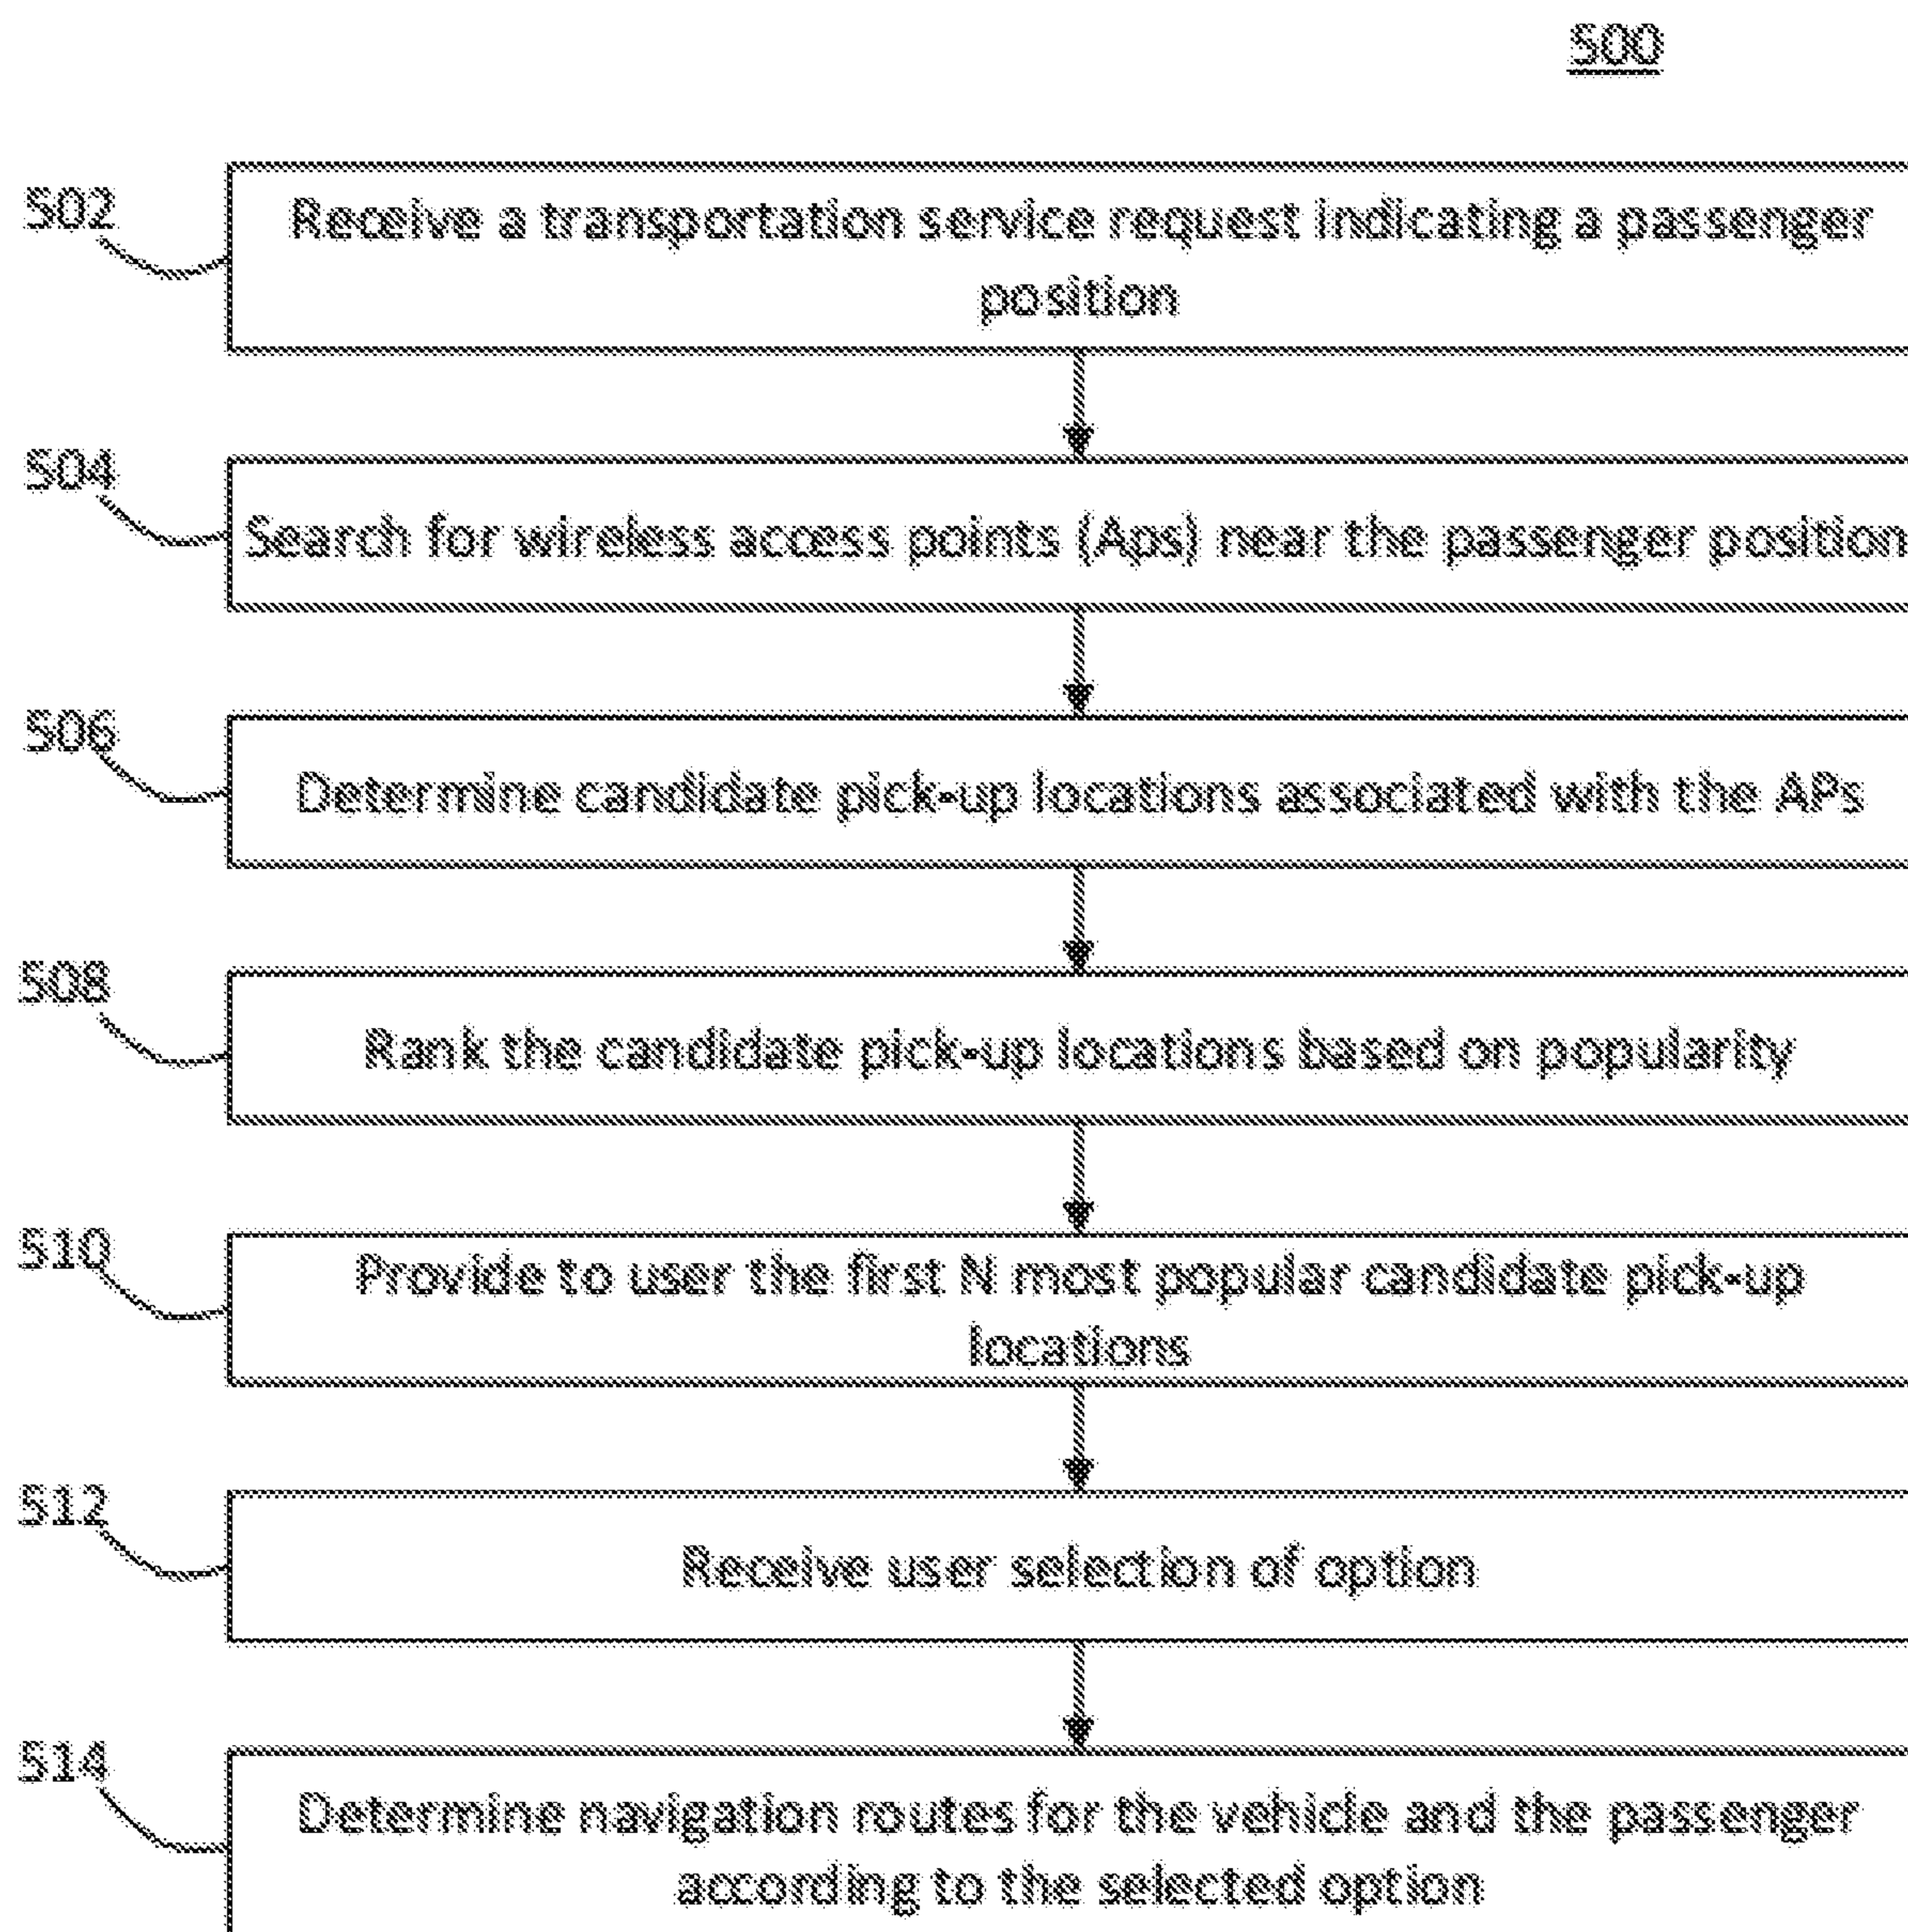 500
502
Receive a transportation service request indicating a passenger
position
504
Search for wireless access points (Aps) near the passenger position
506
Determine candidate pick-up locations associated with the APs
508
Rank the candidate pick-up locations based on popularity
510
Provide to user the first N most popular candidate pick-up
locations
512
Receive user selection of option
514
Determine navigation routes for the vehicle and the passenger
according to the selected option